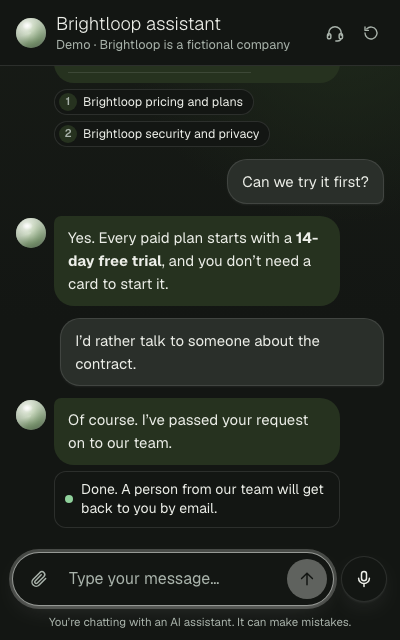 Brightloop assistant
Demo · Brightloop is a fictional company
1 Brightloop pricing and plans
2 Brightloop security and privacy
Can we try it first?
Yes. Every paid plan starts with a 14-
day free trial, and you don’t need a
card to start it.
I’d rather talk to someone about the
contract.
Of course. I’ve passed your request
on to our team.
Done. A person from our team will get
back to you by email.
Type your message…
You’re chatting with an AI assistant. It can make mistakes.